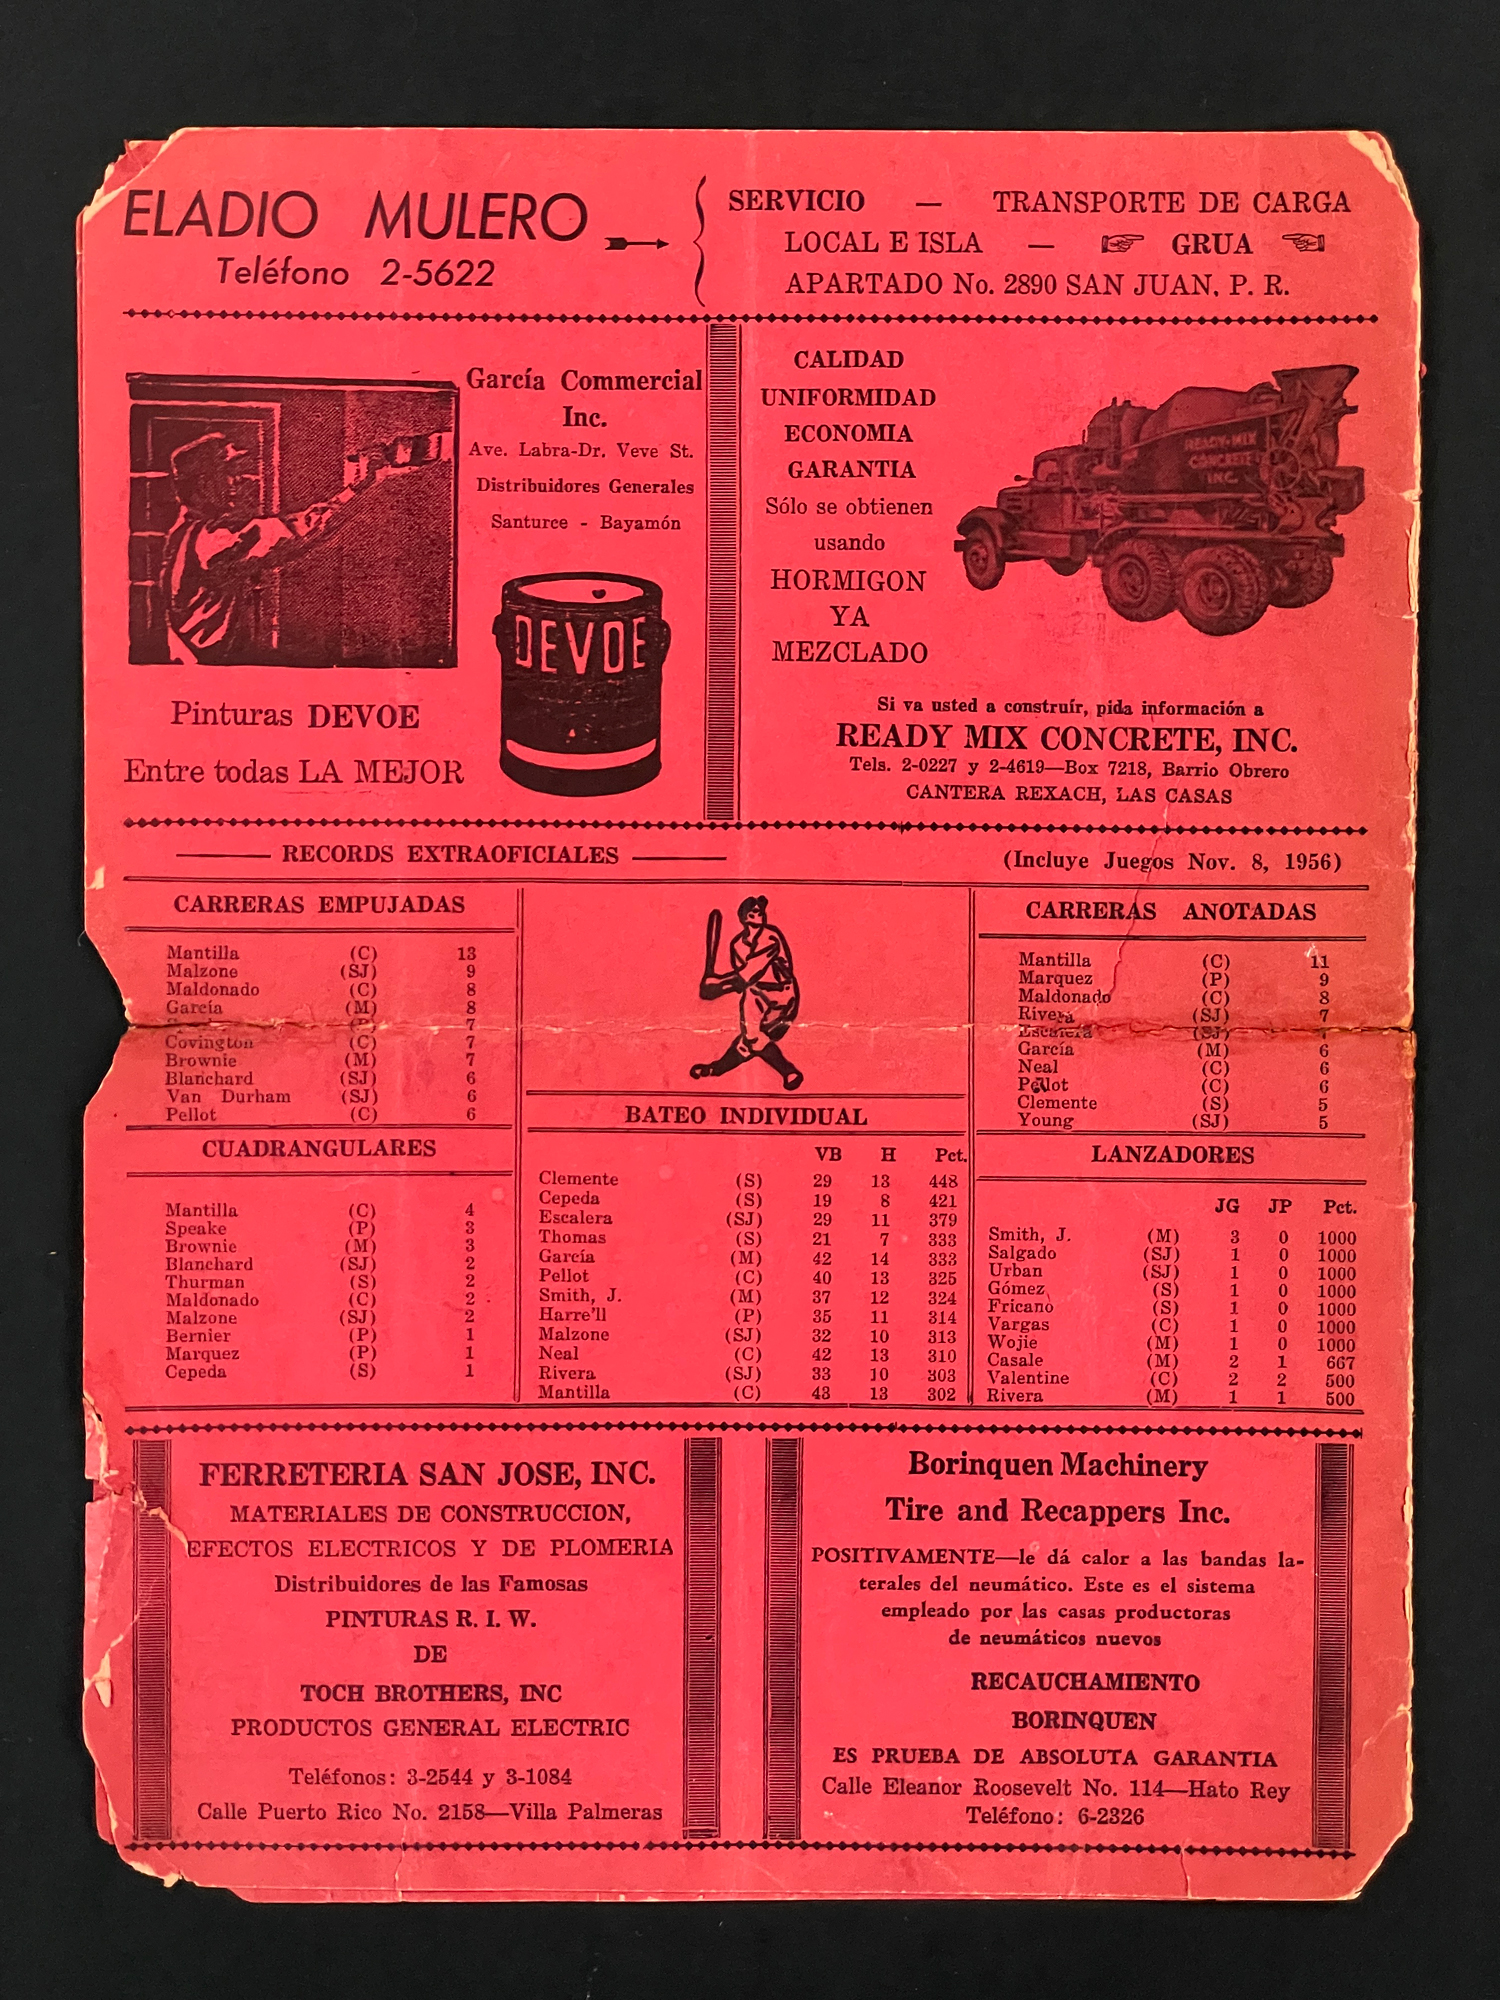 ELADIO MULERO
Teléfono 2-5622
SERVICIO — TRANSPORTE DE CARGA
LOCAL E ISLA — GRUA
APARTADO No. 2890 SAN JUAN, P. R.
García Commercial
Inc.
Ave. Labra-Dr. Veve St.
Distribuidores Generales
Santurce - Bayamón
DEVOE
Pinturas DEVOE
Entre todas LA MEJOR
CALIDAD
UNIFORMIDAD
ECONOMIA
GARANTIA
Sólo se obtienen
usando
HORMIGON
YA
MEZCLADO
READY-MIX
CONCRETE
INC.
Si va usted a construír, pida información a
READY MIX CONCRETE, INC.
Tels. 2-0227 y 2-4619—Box 7218, Barrio Obrero
CANTERA REXACH, LAS CASAS
RECORDS EXTRAOFICIALES
(Incluye Juegos Nov. 8, 1956)
CARRERAS EMPUJADAS
Mantilla (C) 13
Malzone (SJ) 9
Maldonado (C) 8
García (M) 8
7
Covington (C) 7
Brownie (M) 7
Blanchard (SJ) 6
Van Durham (SJ) 6
Pellot (C) 6
CUADRANGULARES
Mantilla (C) 4
Speake (P) 3
Brownie (M) 3
Blanchard (SJ) 2
Thurman (S) 2
Maldonado (C) 2
Malzone (SJ) 2
Bernier (P) 1
Marquez (P) 1
Cepeda (S) 1
BATEO INDIVIDUAL
VB H Pct.
Clemente (S) 29 13 448
Cepeda (S) 19 8 421
Escalera (SJ) 29 11 379
Thomas (S) 21 7 333
García (M) 42 14 333
Pellot (C) 40 13 325
Smith, J. (M) 37 12 324
Harre'll (P) 35 11 314
Malzone (SJ) 32 10 313
Neal (C) 42 13 310
Rivera (SJ) 33 10 303
Mantilla (C) 43 13 302
CARRERAS ANOTADAS
Mantilla (C) 11
Marquez (P) 9
Maldonado (C) 8
Rivera (SJ) 7
Escalera (SJ)
García (M) 6
Neal (C) 6
Pellot (C) 6
Clemente (S) 5
Young (SJ) 5
LANZADORES
JG JP Pct.
Smith, J. (M) 3 0 1000
Salgado (SJ) 1 0 1000
Urban (SJ) 1 0 1000
Gómez (S) 1 0 1000
Fricano (S) 1 0 1000
Vargas (C) 1 0 1000
Wojie (M) 1 0 1000
Casale (M) 2 1 667
Valentine (C) 2 2 500
Rivera (M) 1 1 500
FERRETERIA SAN JOSE, INC.
MATERIALES DE CONSTRUCCION,
EFECTOS ELECTRICOS Y DE PLOMERIA
Distribuidores de las Famosas
PINTURAS R. I. W.
DE
TOCH BROTHERS, INC
PRODUCTOS GENERAL ELECTRIC
Teléfonos: 3-2544 y 3-1084
Calle Puerto Rico No. 2158—Villa Palmeras
Borinquen Machinery
Tire and Recappers Inc.
POSITIVAMENTE—le dá calor a las bandas la-
terales del neumático. Este es el sistema
empleado por las casas productoras
de neumáticos nuevos
RECAUCHAMIENTO
BORINQUEN
ES PRUEBA DE ABSOLUTA GARANTIA
Calle Eleanor Roosevelt No. 114—Hato Rey
Teléfono: 6-2326